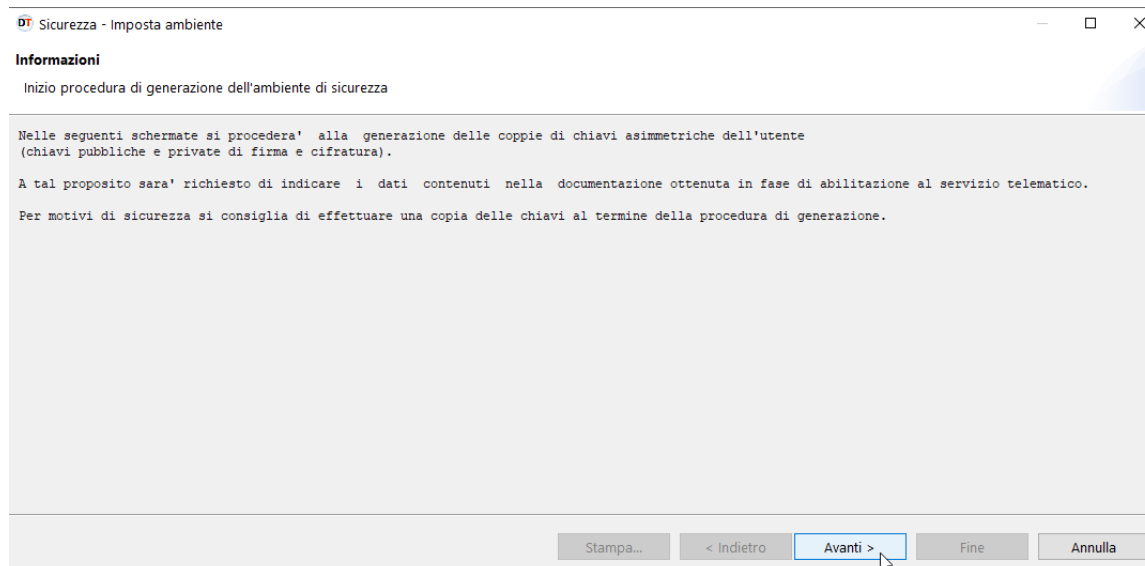 DT Sicurezza - Imposta ambiente
Informazioni
Inizio procedura di generazione dell'ambiente di sicurezza
Nelle seguenti schermate si procedera' alla generazione delle coppie di chiavi asimmetriche dell'utente
(chiavi pubbliche e private di firma e cifratura).
A tal proposito sara' richiesto di indicare i dati contenuti nella documentazione ottenuta in fase di abilitazione al servizio telematico.
Per motivi di sicurezza si consiglia di effettuare una copia delle chiavi al termine della procedura di generazione.
Stampa... < Indietro Avanti > Fine Annulla